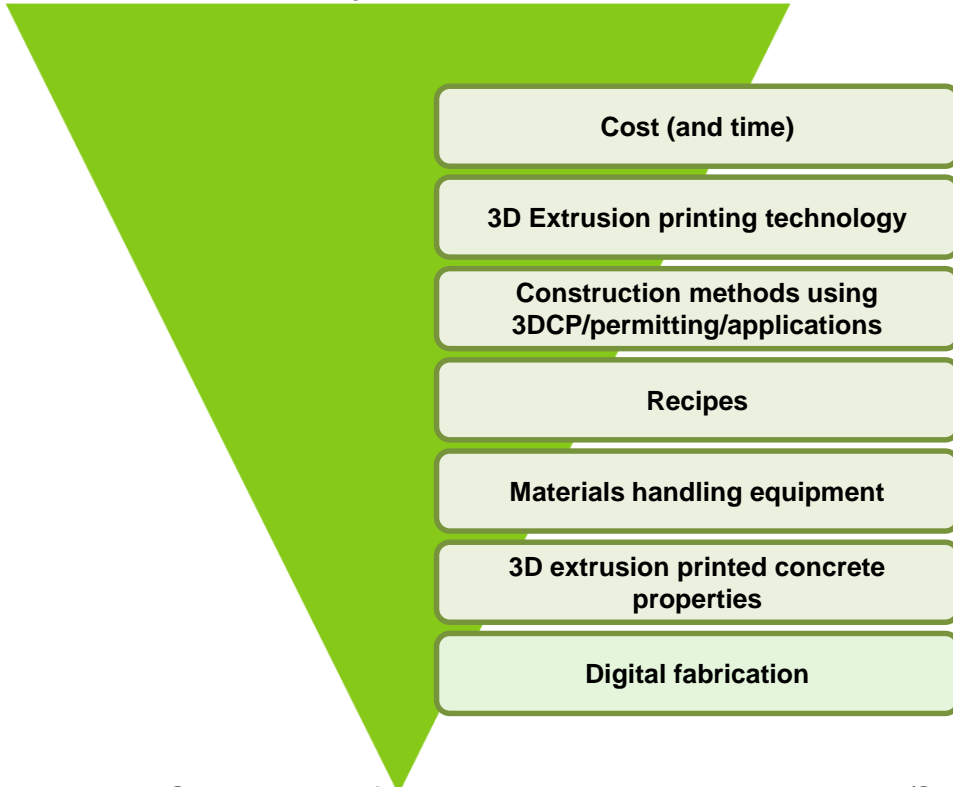 Cost (and time)
3D Extrusion printing technology
Construction methods using
3DCP/permitting/applications
Recipes
Materials handling equipment
3D extrusion printed concrete
properties
Digital fabrication